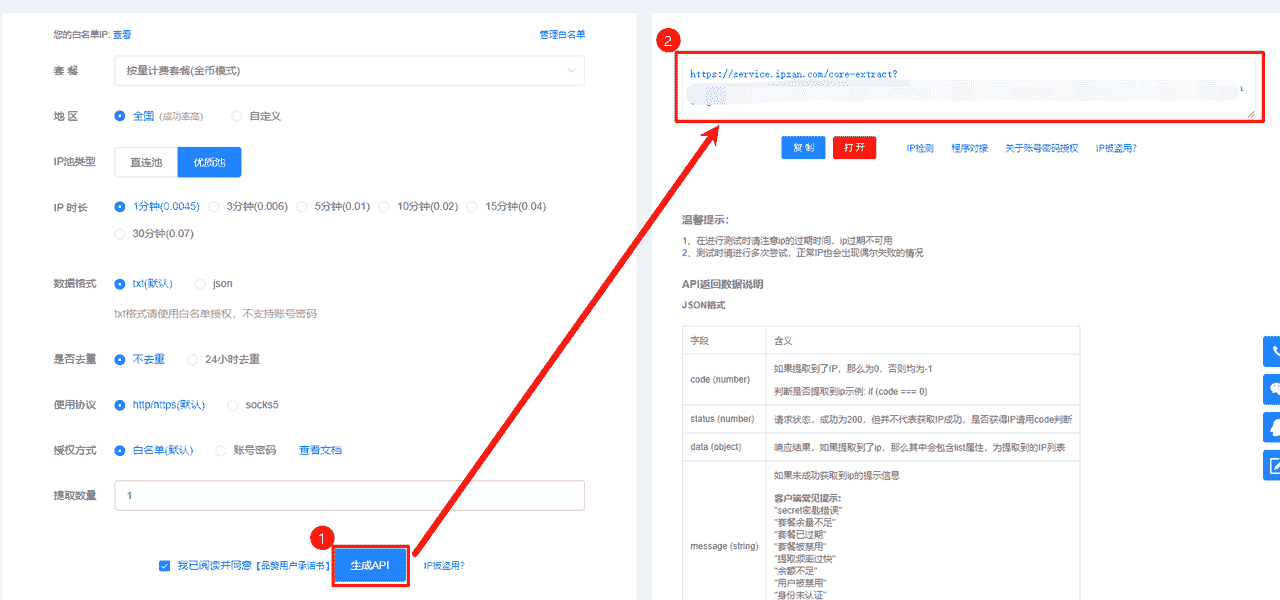 您的白名单IP: 查看
管理白名单
套 餐
按量计费套餐(金币模式)
地 区
全国 (成功率高)
自定义
IP池类型
直连池
优质池
IP 时长
1分钟(0.0045)
3分钟(0.006)
5分钟(0.01)
10分钟(0.02)
15分钟(0.04)
30分钟(0.07)
数据格式
txt(默认)
json
txt格式请使用白名单授权，不支持账号密码
是否去重
不去重
24小时去重
使用协议
http/https(默认)
socks5
授权方式
白名单(默认)
账号密码
查看文档
提取数量
1
1
我已阅读并同意【品赞用户承诺书】
生成API
IP被盗用?
2
https://service.ipzan.com/core-extract?
复 制
打 开
IP检测
程序对接
关于账号密码授权
IP被盗用?
温馨提示:
1、在进行测试时请注意ip的过期时间，ip过期不可用
2、测试时请进行多次尝试，正常IP也会出现偶尔失败的情况
API返回数据说明
JSON格式
字段
含义
code (number)
如果提取到了IP，那么为0，否则均为-1
判断是否提取到ip示例: if (code === 0)
status (number)
请求状态，成功为200，但并不代表获取IP成功，是否获得IP请用code判断
data (object)
响应结果，如果提取到了ip，那么其中会包含list属性，为提取到的IP列表
message (string)
如果未成功获取到ip的提示信息
客户端常见提示:
"secret密匙错误"
"套餐余量不足"
"套餐已过期"
"套餐被禁用"
"提取频率过快"
"余额不足"
"用户被禁用"
"身份未认证"